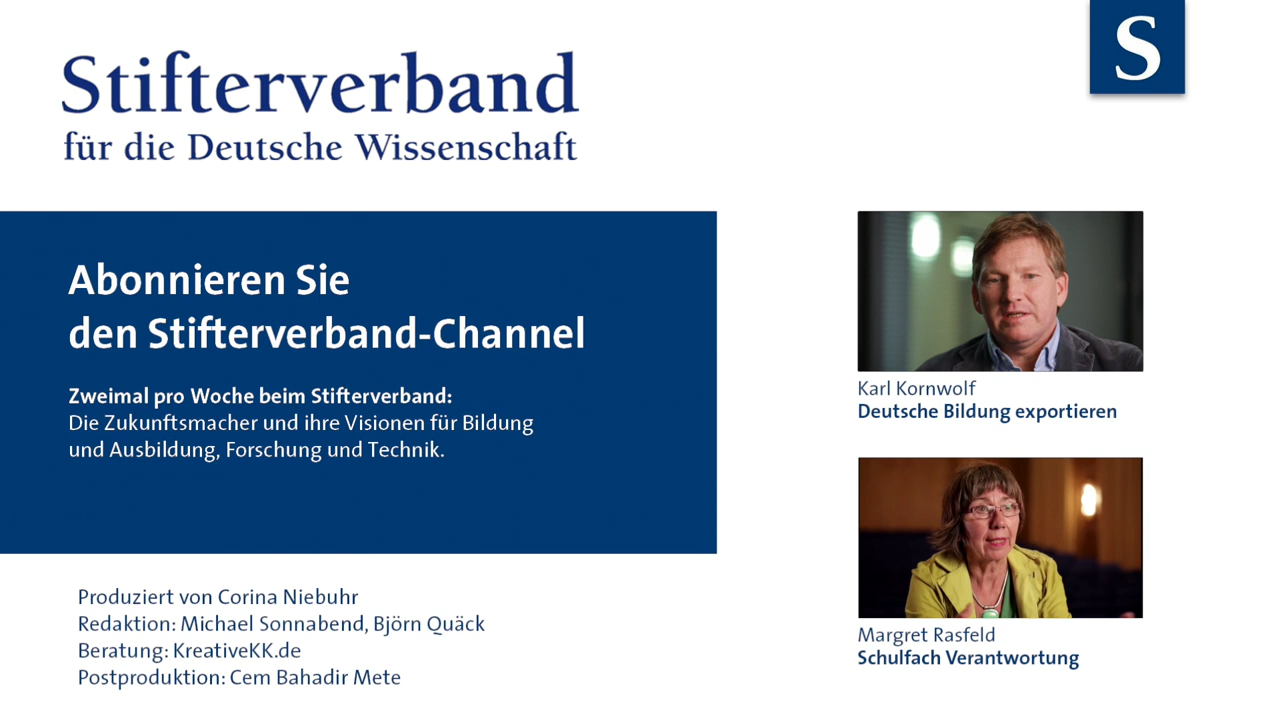 Stifterverband
für die Deutsche Wissenschaft
S
Abonnieren Sie
den Stifterverband-Channel
Zweimal pro Woche beim Stifterverband:
Die Zukunftsmacher und ihre Visionen für Bildung
und Ausbildung, Forschung und Technik.
Karl Kornwolf
Deutsche Bildung exportieren
Margret Rasfeld
Schulfach Verantwortung
Produziert von Corina Niebuhr
Redaktion: Michael Sonnabend, Björn Quäck
Beratung: KreativeKK.de
Postproduktion: Cem Bahadir Mete